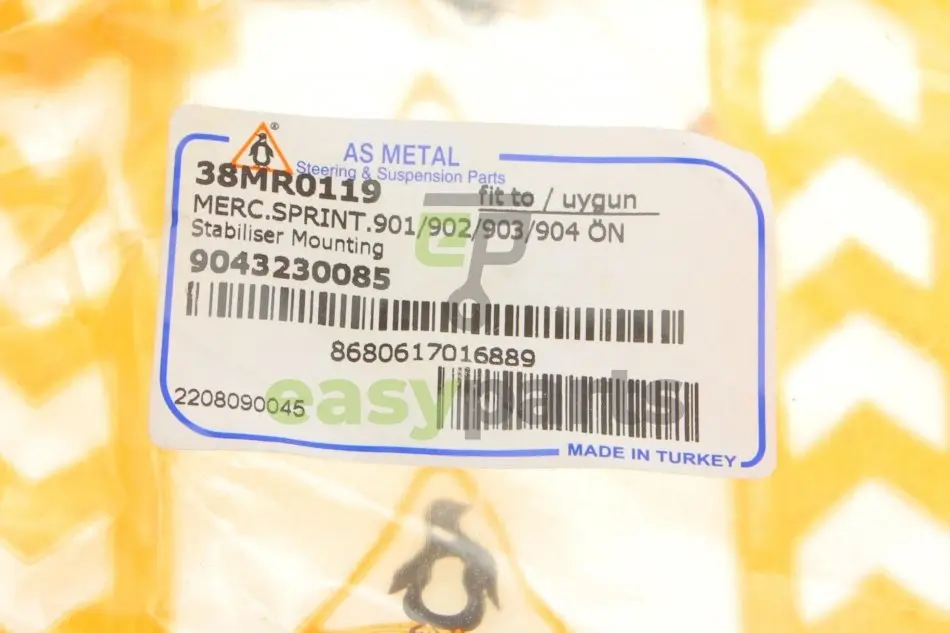 ®
AS METAL
Steering & Suspension Parts
38MR0119
fit to / uygun
MERC.SPRINT.901/902/903/904 ÖN
Stabiliser Mounting
9043230085
8680617016889
2208090045
MADE IN TURKEY
EP
easyparts